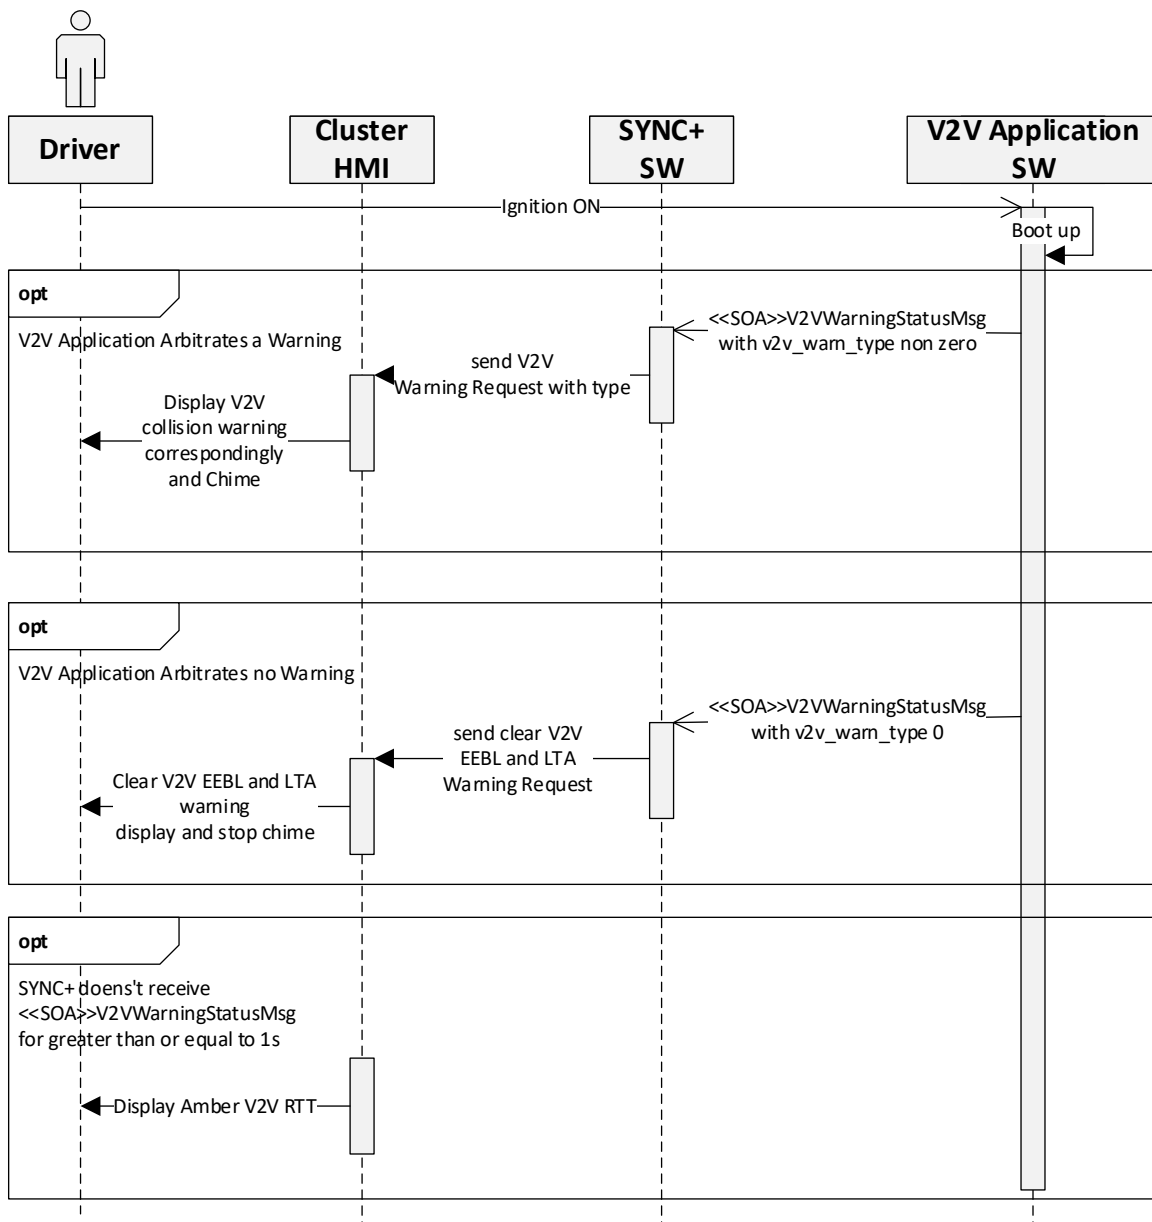 Driver
Cluster
HMI
SYNC+
SW
V2V Application
SW
Ignition ON
Boot up
opt
V2V Application Arbitrates a Warning
<<SOA>>V2VWarningStatusMsg
with v2v_warn_type non zero
send V2V
Warning Request with type
Display V2V
collision warning
correspondingly
and Chime
opt
V2V Application Arbitrates no Warning
<<SOA>>V2VWarningStatusMsg
with v2v_warn_type 0
send clear V2V
EEBL and LTA
Warning Request
Clear V2V EEBL and LTA
warning
display and stop chime
opt
SYNC+ doens't receive
<<SOA>>V2VWarningStatusMsg
for greater than or equal to 1s
Display Amber V2V RTT